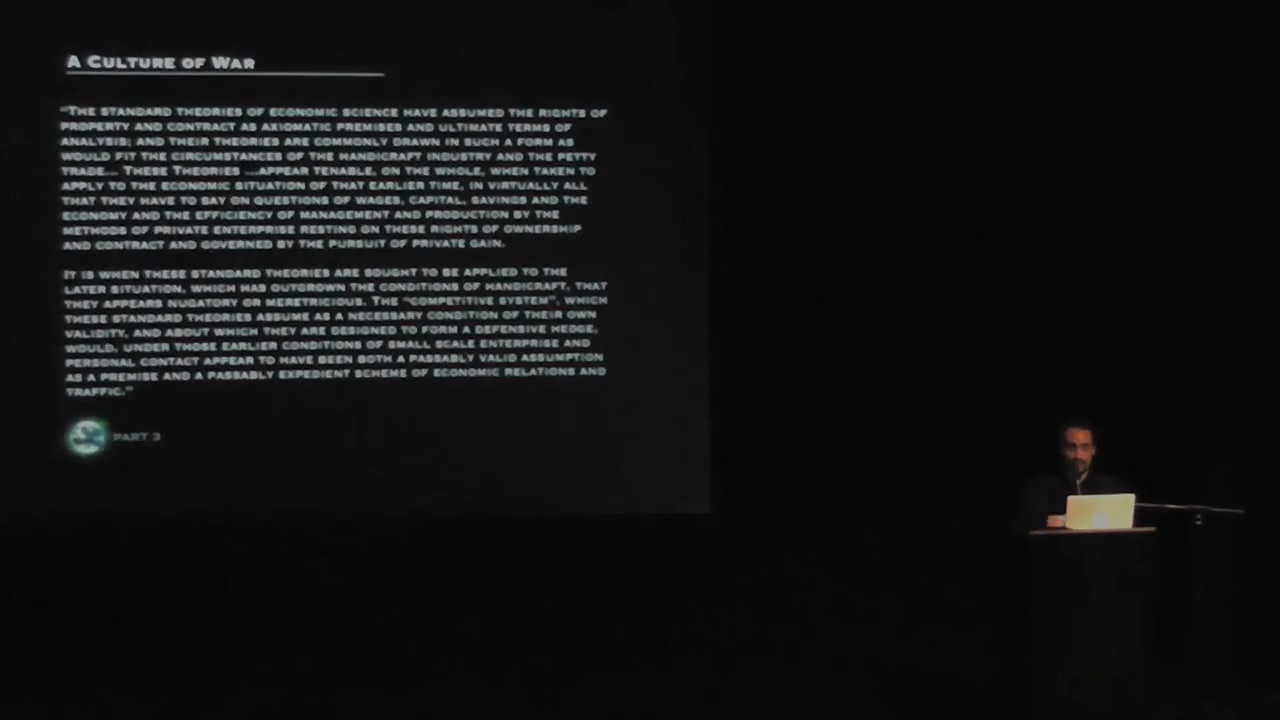 A CULTURE OF WAR
"THE STANDARD THEORIES OF ECONOMIC SCIENCE HAVE ASSUMED THE RIGHTS OF
PROPERTY AND CONTRACT AS AXIOMATIC PREMISES AND ULTIMATE TERMS OF
ANALYSIS; AND THEIR THEORIES ARE COMMONLY DRAWN IN SUCH A FORM AS
WOULD FIT THE CIRCUMSTANCES OF THE HANDICRAFT INDUSTRY AND THE PETTY
TRADE... THESE THEORIES ...APPEAR TENABLE, ON THE WHOLE, WHEN TAKEN TO
APPLY TO THE ECONOMIC SITUATION OF THAT EARLIER TIME, IN VIRTUALLY ALL
THAT THEY HAVE TO SAY ON QUESTIONS OF WAGES, CAPITAL, SAVINGS AND THE
ECONOMY AND THE EFFICIENCY OF MANAGEMENT AND PRODUCTION BY THE
METHODS OF PRIVATE ENTERPRISE RESTING ON THESE RIGHTS OF OWNERSHIP
AND CONTRACT AND GOVERNED BY THE PURSUIT OF PRIVATE GAIN.
IT IS WHEN THESE STANDARD THEORIES ARE SOUGHT TO BE APPLIED TO THE
LATER SITUATION, WHICH HAS OUTGROWN THE CONDITIONS OF HANDICRAFT, THAT
THEY APPEARS NUGATORY OR MERETRICIOUS. THE "COMPETITIVE SYSTEM", WHICH
THESE STANDARD THEORIES ASSUME AS A NECESSARY CONDITION OF THEIR OWN
VALIDITY, AND ABOUT WHICH THEY ARE DESIGNED TO FORM A DEFENSIVE HEDGE,
WOULD, UNDER THOSE EARLIER CONDITIONS OF SMALL SCALE ENTERPRISE AND
PERSONAL CONTACT APPEAR TO HAVE BEEN BOTH A PASSABLY VALID ASSUMPTION
AS A PREMISE AND A PASSABLY EXPEDIENT SCHEME OF ECONOMIC RELATIONS AND
TRAFFIC."
PART 3